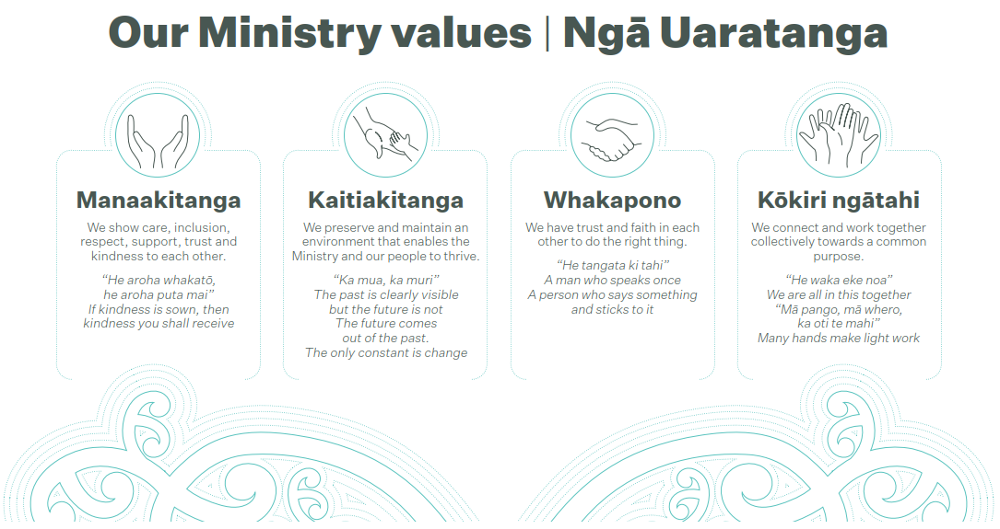 Our Ministry values | Ngā Uaratanga
Manaakitanga
We show care, inclusion,
respect, support, trust and
kindness to each other.
“He aroha whakatō,
he aroha puta mai”
If kindness is sown, then
kindness you shall receive
Kaitiakitanga
We preserve and maintain an
environment that enables the
Ministry and our people to thrive.
“Ka mua, ka muri”
The past is clearly visible
but the future is not
The future comes
out of the past.
The only constant is change
Whakapono
We have trust and faith in each
other to do the right thing.
“He tangata ki tahi”
A man who speaks once
A person who says something
and sticks to it
Kōkiri ngātahi
We connect and work together
collectively towards a common
purpose.
“He waka eke noa”
We are all in this together
“Mā pango, mā whero,
ka oti te mahi”
Many hands make light work